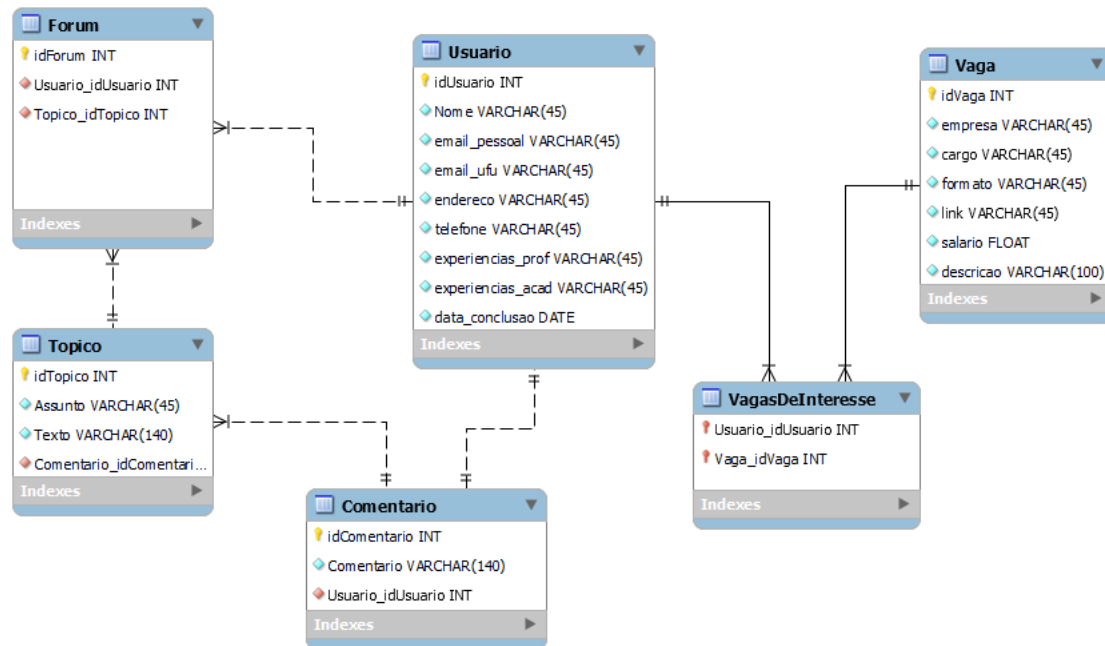 Forum
idForum INT
Usuario_idUsuario INT
Topico_idTopico INT
Indexes
Usuario
idUsuario INT
Nome VARCHAR(45)
email_pessoal VARCHAR(45)
email_ufu VARCHAR(45)
endereco VARCHAR(45)
telefone VARCHAR(45)
experiencias_prof VARCHAR(45)
experiencias_acad VARCHAR(45)
data_conclusao DATE
Indexes
Vaga
idVaga INT
empresa VARCHAR(45)
cargo VARCHAR(45)
formato VARCHAR(45)
link VARCHAR(45)
salario FLOAT
descricao VARCHAR(100)
Indexes
Topico
idTopico INT
Assunto VARCHAR(45)
Texto VARCHAR(140)
Comentario_idComentari...
Indexes
VagasDeInteresse
Usuario_idUsuario INT
Vaga_idVaga INT
Indexes
Comentario
idComentario INT
Comentario VARCHAR(140)
Usuario_idUsuario INT
Indexes